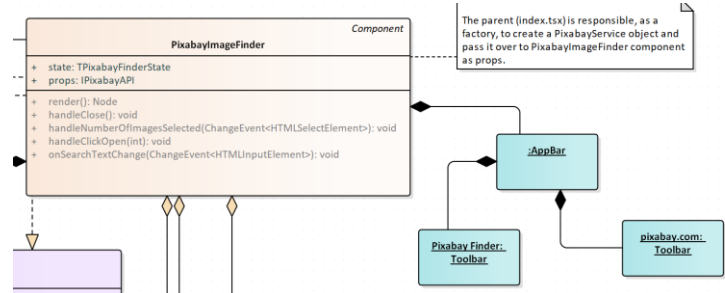 Component
PixabayImageFinder
+ state: TPixabayFinderState
+ props: IPixabayAPI
+ render(): Node
+ handleClose(): void
+ handleNumberOfImagesSelected(ChangeEvent<HTMLSelectElement>): void
+ handleClickOpen(int): void
+ onSearchTextChange(ChangeEvent<HTMLInputElement>): void
The parent (index.tsx) is responsible, as a
factory, to create a PixabayService object and
pass it over to PixabayImageFinder component
as props.
:AppBar
Pixabay Finder:
Toolbar
pixabay.com:
Toolbar